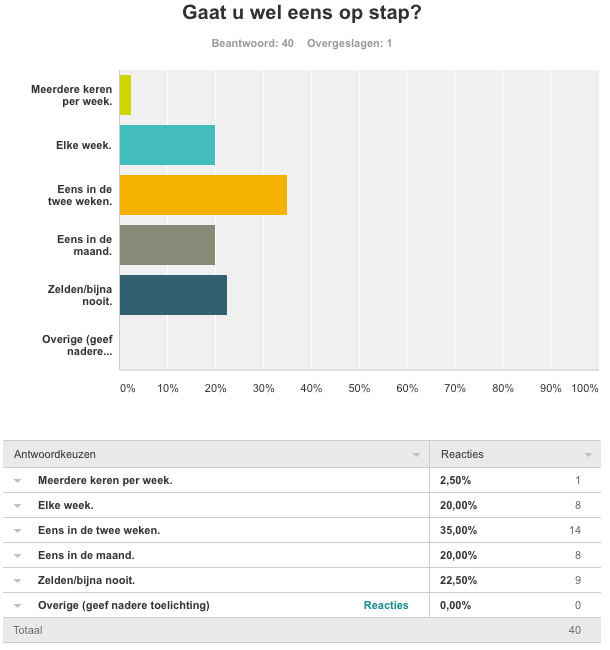 Gaat u wel eens op stap?
Beantwoord: 40 Overgeslagen: 1
Meerdere keren
per week.
Elke week.
Eens in de
twee weken.
Eens in de
maand.
Zelden/bijna
nooit.
Overige (geef
nadere...
0% 10% 20% 30% 40% 50% 60% 70% 80% 90% 100%
Antwoordkeuzen Reacties
Meerdere keren per week. 2,50% 1
Elke week. 20,00% 8
Eens in de twee weken. 35,00% 14
Eens in de maand. 20,00% 8
Zelden/bijna nooit. 22,50% 9
Overige (geef nadere toelichting) Reacties 0,00% 0
Totaal 40